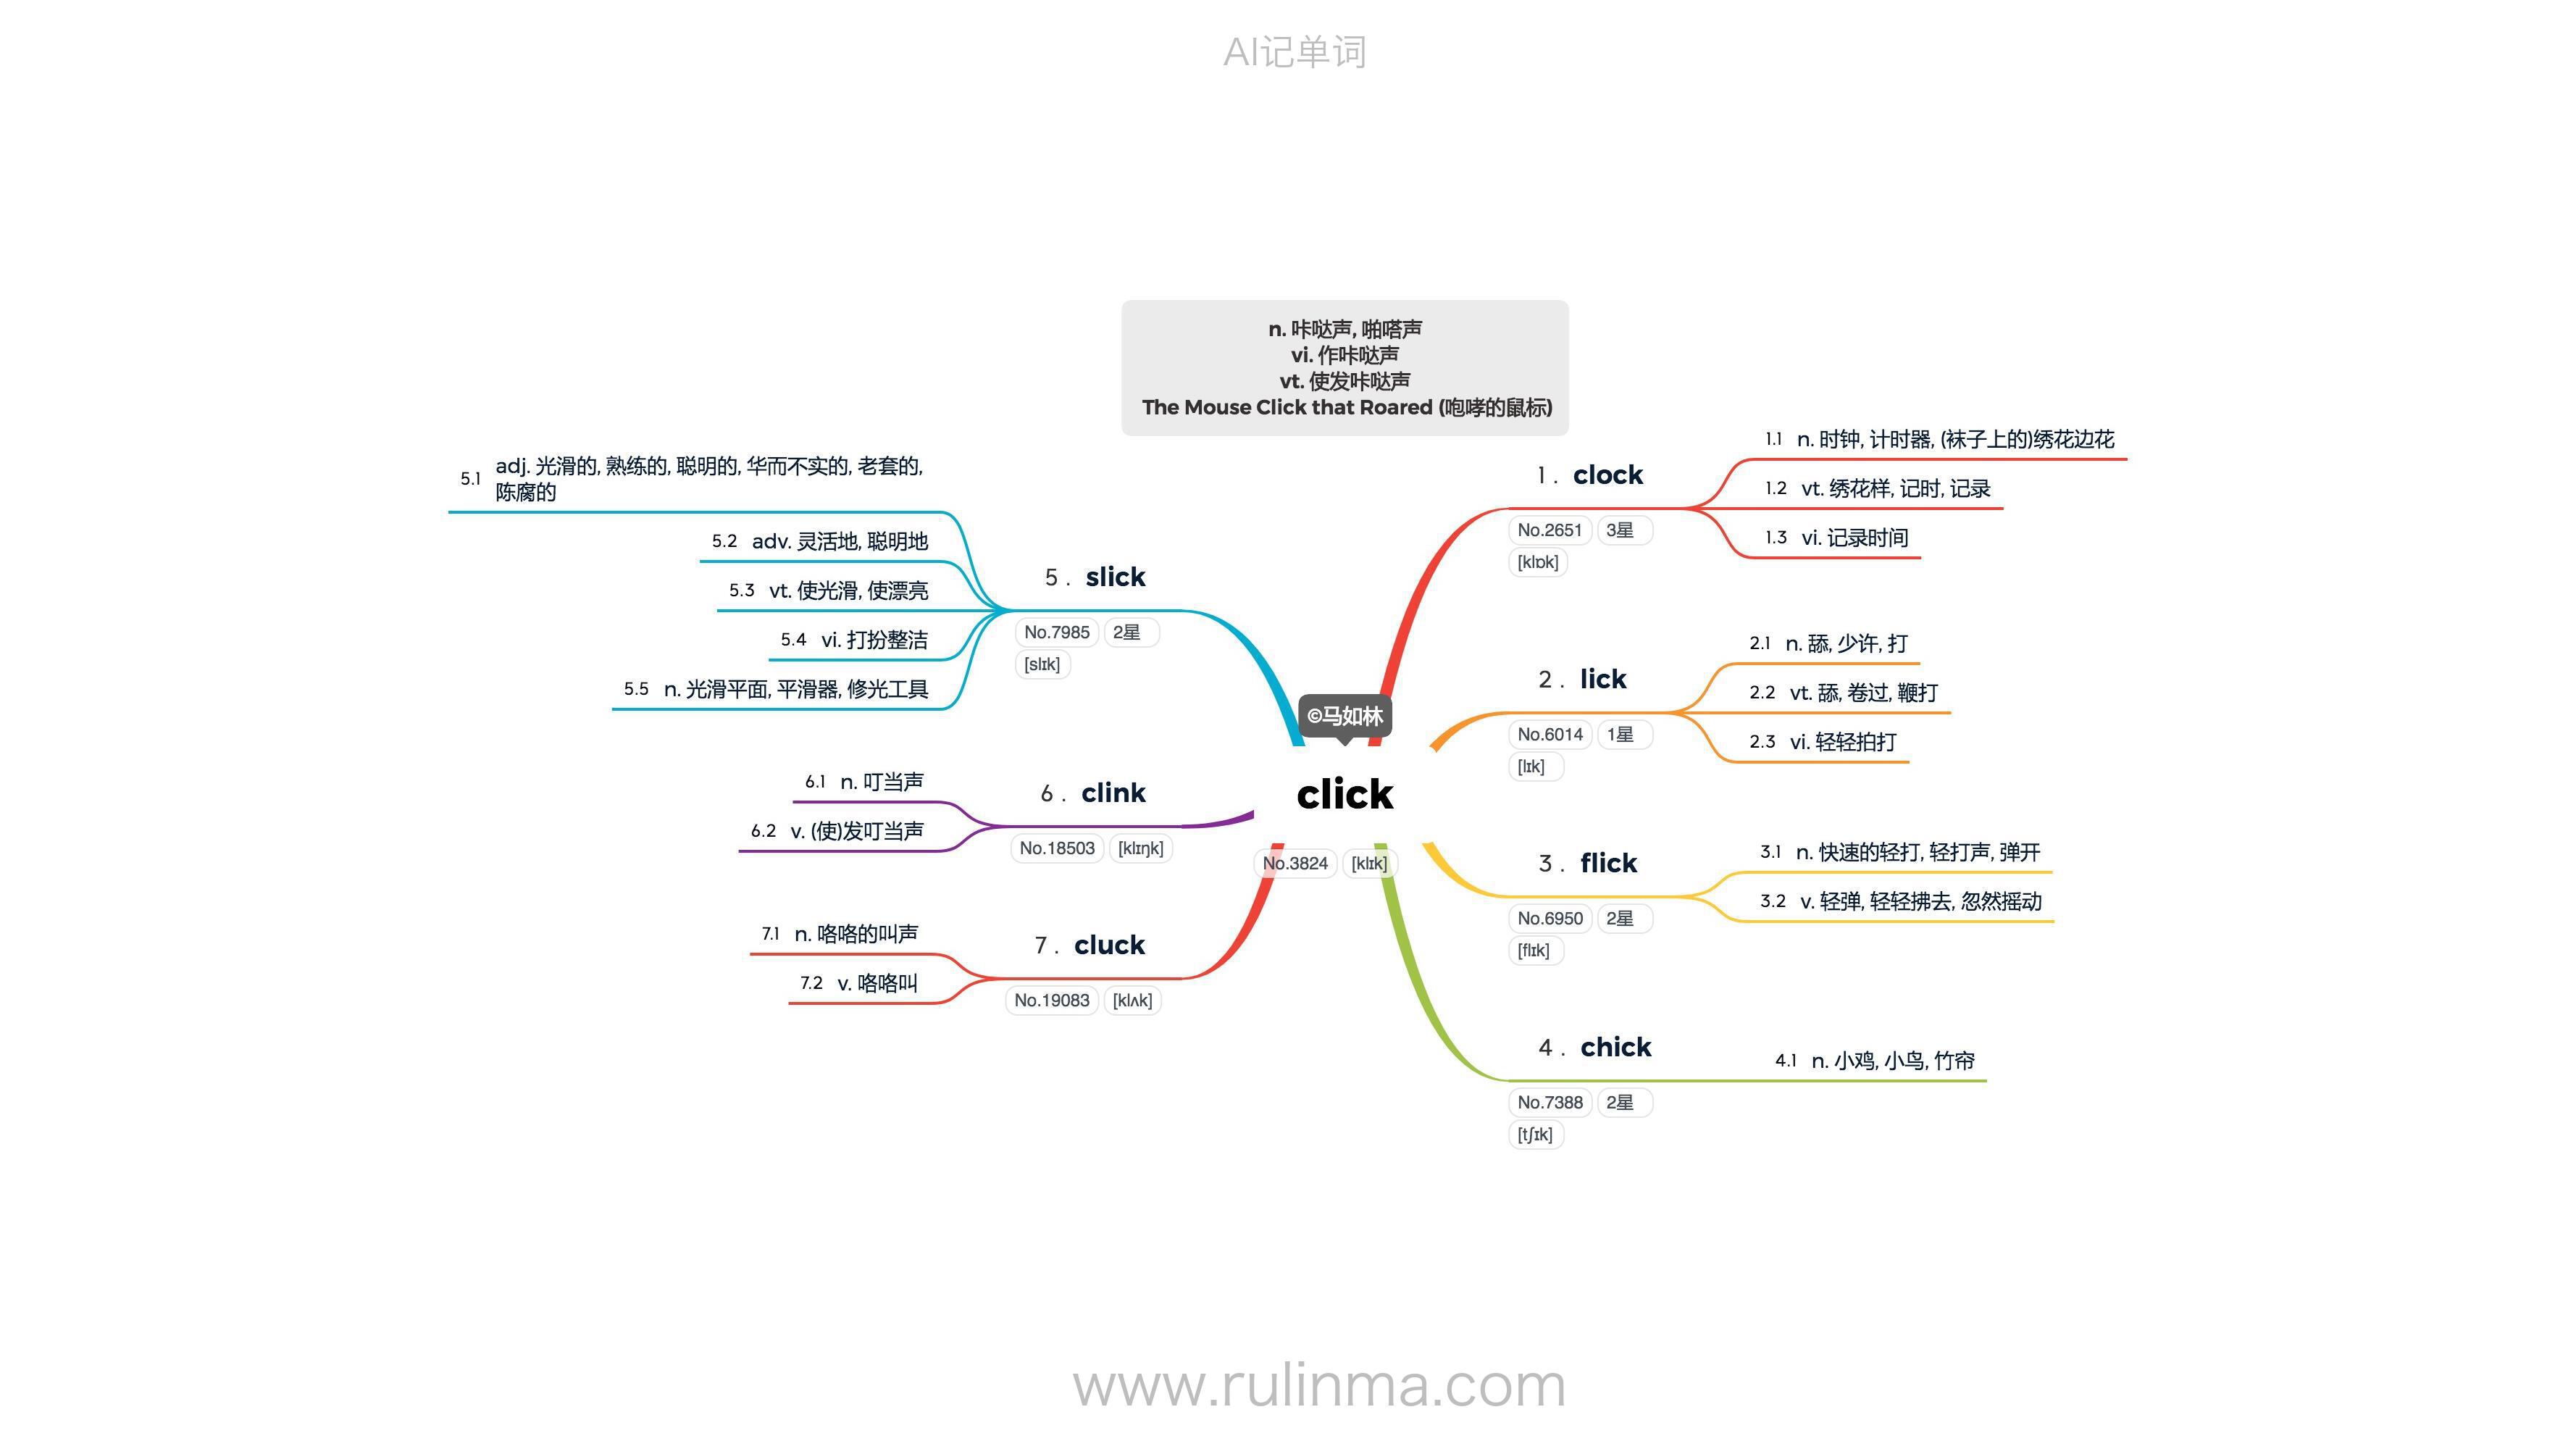 AI记单词
n. 咔哒声, 啪嗒声
vi. 作咔哒声
vt. 使发咔哒声
The Mouse Click that Roared (咆哮的鼠标)
©马如林
click
No.3824 [klɪk]
1. clock
No.2651 3星
[klɒk]
1.1 n. 时钟, 计时器, (袜子上的)绣花边花
1.2 vt. 绣花样, 记时, 记录
1.3 vi. 记录时间
2. lick
No.6014 1星
[lɪk]
2.1 n. 舔, 少许, 打
2.2 vt. 舔, 卷过, 鞭打
2.3 vi. 轻轻拍打
3. flick
No.6950 2星
[flɪk]
3.1 n. 快速的轻打, 轻打声, 弹开
3.2 v. 轻弹, 轻轻拂去, 忽然摇动
4. chick
No.7388 2星
[tʃɪk]
4.1 n. 小鸡, 小鸟, 竹帘
5. slick
No.7985 2星
[slɪk]
5.1 adj. 光滑的, 熟练的, 聪明的, 华而不实的, 老套的,
陈腐的
5.2 adv. 灵活地, 聪明地
5.3 vt. 使光滑, 使漂亮
5.4 vi. 打扮整洁
5.5 n. 光滑平面, 平滑器, 修光工具
6. clink
No.18503 [klɪŋk]
6.1 n. 叮当声
6.2 v. (使)发叮当声
7. cluck
No.19083 [klʌk]
7.1 n. 咯咯的叫声
7.2 v. 咯咯叫
www.rulinma.com